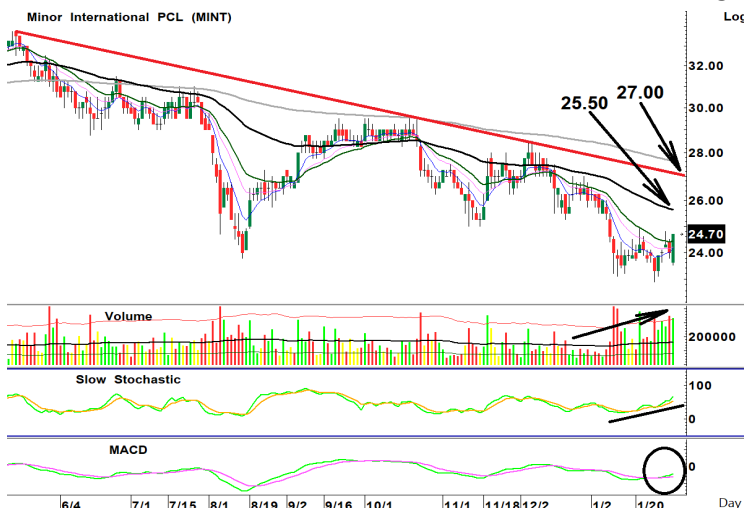 Minor International PCL (MINT)
Log
32.00
30.00
28.00
26.00
24.70
24.00
25.50
27.00
Volume
200000
Slow Stochastic
100
0
MACD
0
6/4 7/1 7/15 8/1 8/19 9/2 9/16 10/1 11/1 11/18 12/2 1/2 1/20 Day